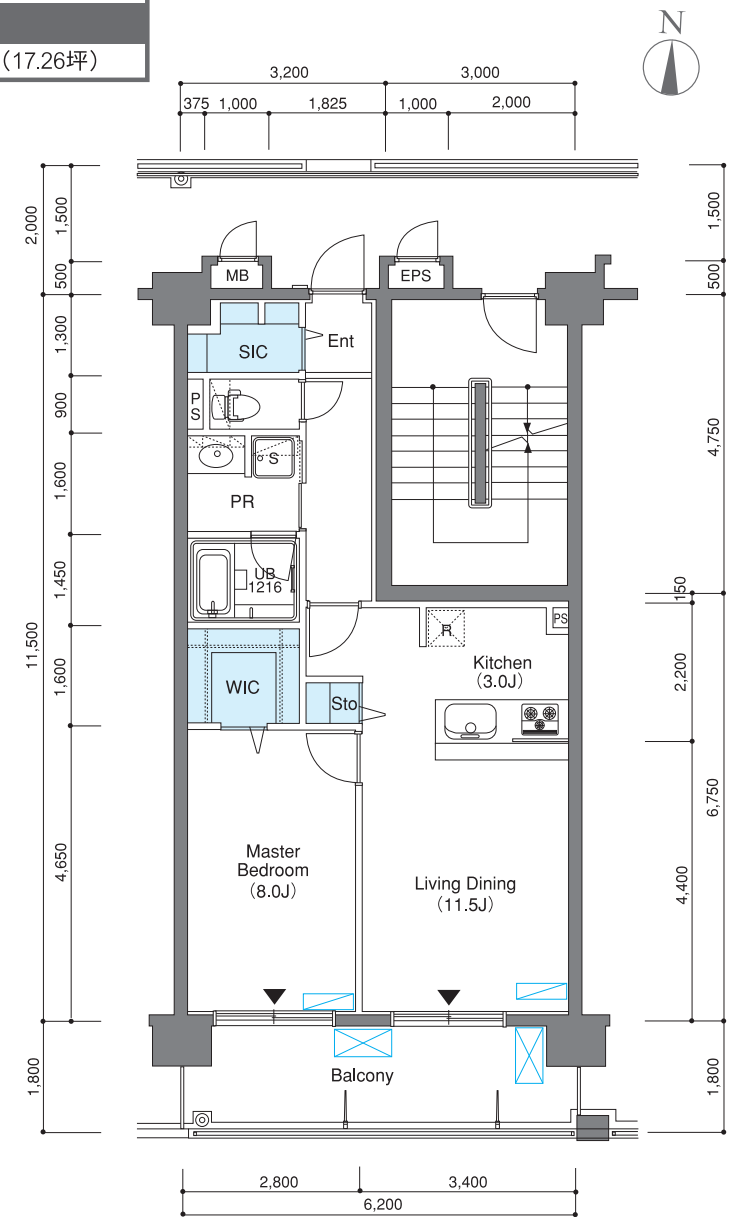 （17.26坪）
N
3,200
3,000
375
1,000
1,825
1,000
2,000
2,000
1,500
500
1,300
900
1,600
1,450
1,600
4,650
11,500
1,800
1,500
500
4,750
150
2,200
4,400
6,750
1,800
MB
EPS
SIC
Ent
PS
S
PR
UB
1216
WIC
Sto
R
PS
Kitchen
（3.0J）
Master
Bedroom
（8.0J）
Living Dining
（11.5J）
Balcony
2,800
3,400
6,200